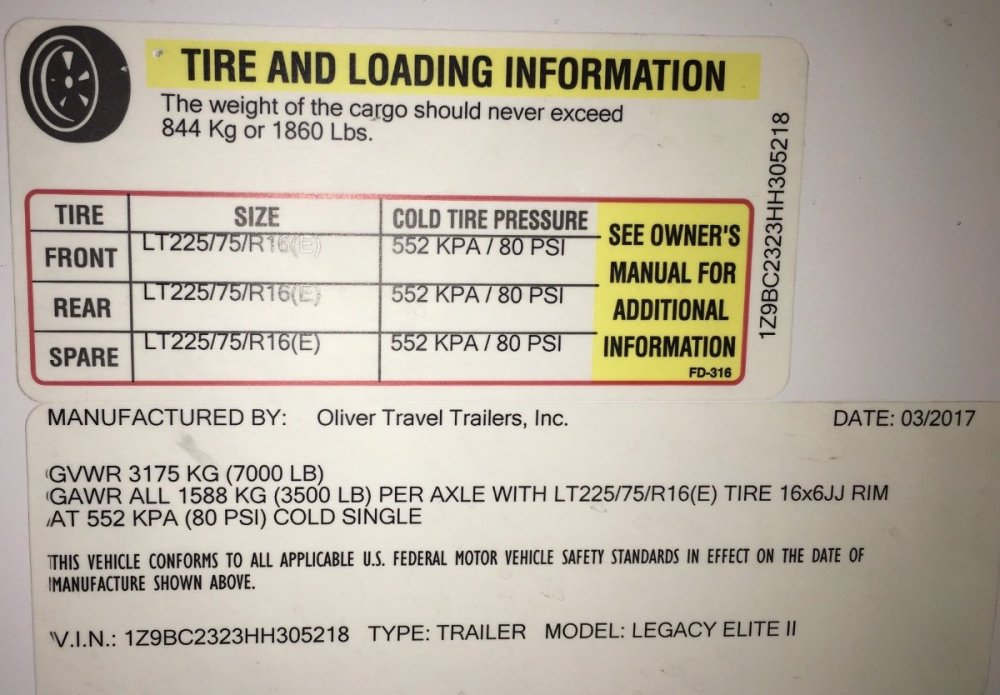 TIRE AND LOADING INFORMATION
The weight of the cargo should never exceed
844 Kg or 1860 Lbs.
TIRE SIZE COLD TIRE PRESSURE
FRONT LT225/75/R16(E) 552 KPA / 80 PSI
REAR LT225/75/R16(E) 552 KPA / 80 PSI
SPARE LT225/75/R16(E) 552 KPA / 80 PSI
SEE OWNER'S
MANUAL FOR
ADDITIONAL
INFORMATION
FD-316
1Z9BC2323HH305218
MANUFACTURED BY: Oliver Travel Trailers, Inc. DATE: 03/2017
GVWR 3175 KG (7000 LB)
GAWR ALL 1588 KG (3500 LB) PER AXLE WITH LT225/75/R16(E) TIRE 16x6JJ RIM
AT 552 KPA (80 PSI) COLD SINGLE
THIS VEHICLE CONFORMS TO ALL APPLICABLE U.S. FEDERAL MOTOR VEHICLE SAFETY STANDARDS IN EFFECT ON THE DATE OF
MANUFACTURE SHOWN ABOVE.
V.I.N.: 1Z9BC2323HH305218 TYPE: TRAILER MODEL: LEGACY ELITE II